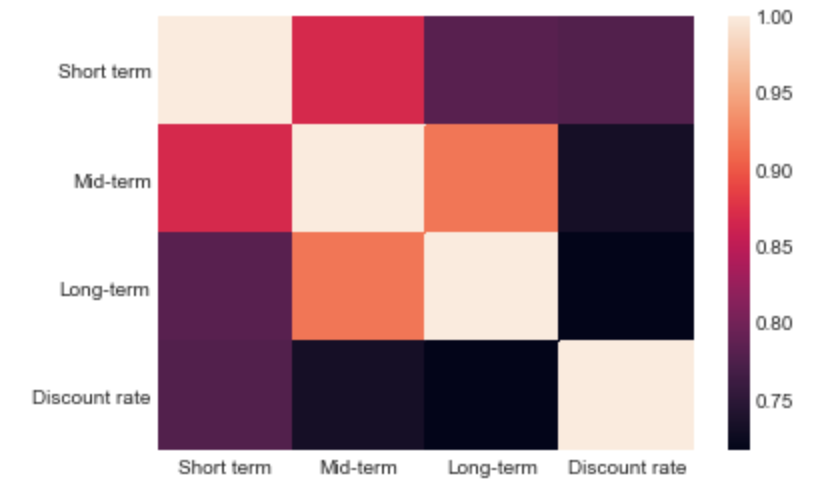 1.00
Short term
0.95
Mid-term
0.90
0.85
Long-term
0.80
Discount rate
0.75
Short term Mid-term Long-term Discount rate